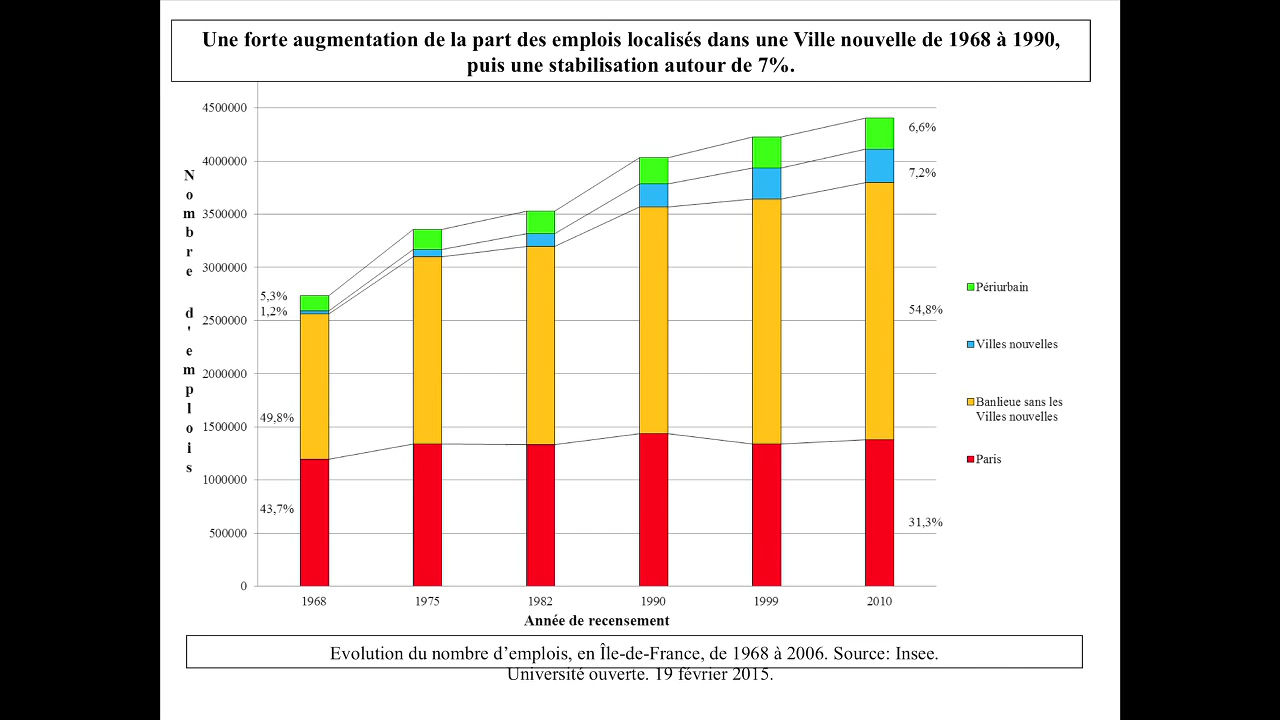 Une forte augmentation de la part des emplois localisés dans une Ville nouvelle de 1968 à 1990,
puis une stabilisation autour de 7%.
Nombre d'emplois
4500000
4000000
3500000
3000000
2500000
2000000
1500000
1000000
500000
0
5,3%
1,2%
49,8%
43,7%
6,6%
7,2%
54,8%
31,3%
Périurbain
Villes nouvelles
Banlieue sans les
Villes nouvelles
Paris
1968 1975 1982 1990 1999 2010
Année de recensement
Evolution du nombre d’emplois, en Île-de-France, de 1968 à 2006. Source: Insee.
Université ouverte. 19 février 2015.